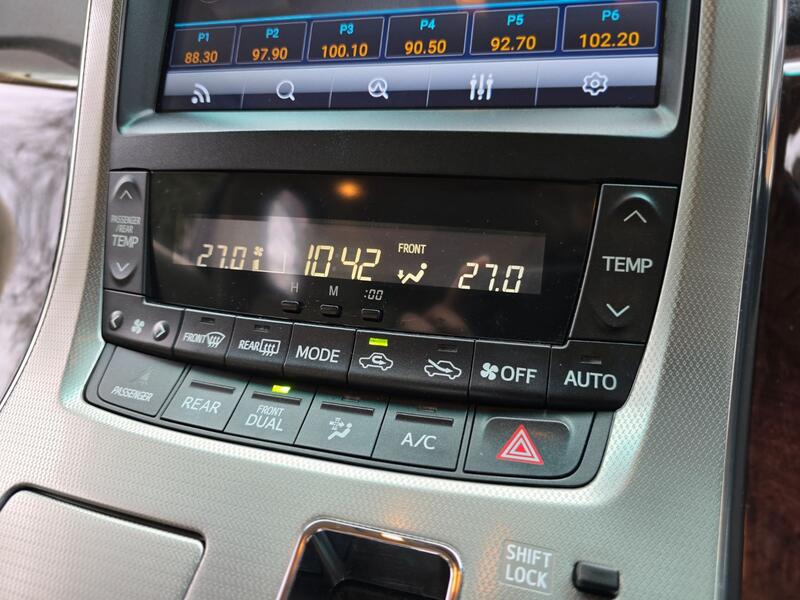 P1 P2 P3 P4 P5 P6
88.30 97.90 100.10 90.50 92.70 102.20
PASSENGER
/REAR
TEMP
27.0 10 42 FRONT 27.0
H M :00
TEMP
FRONT REAR MODE OFF AUTO
PASSENGER REAR FRONT
DUAL A/C
SHIFT
LOCK